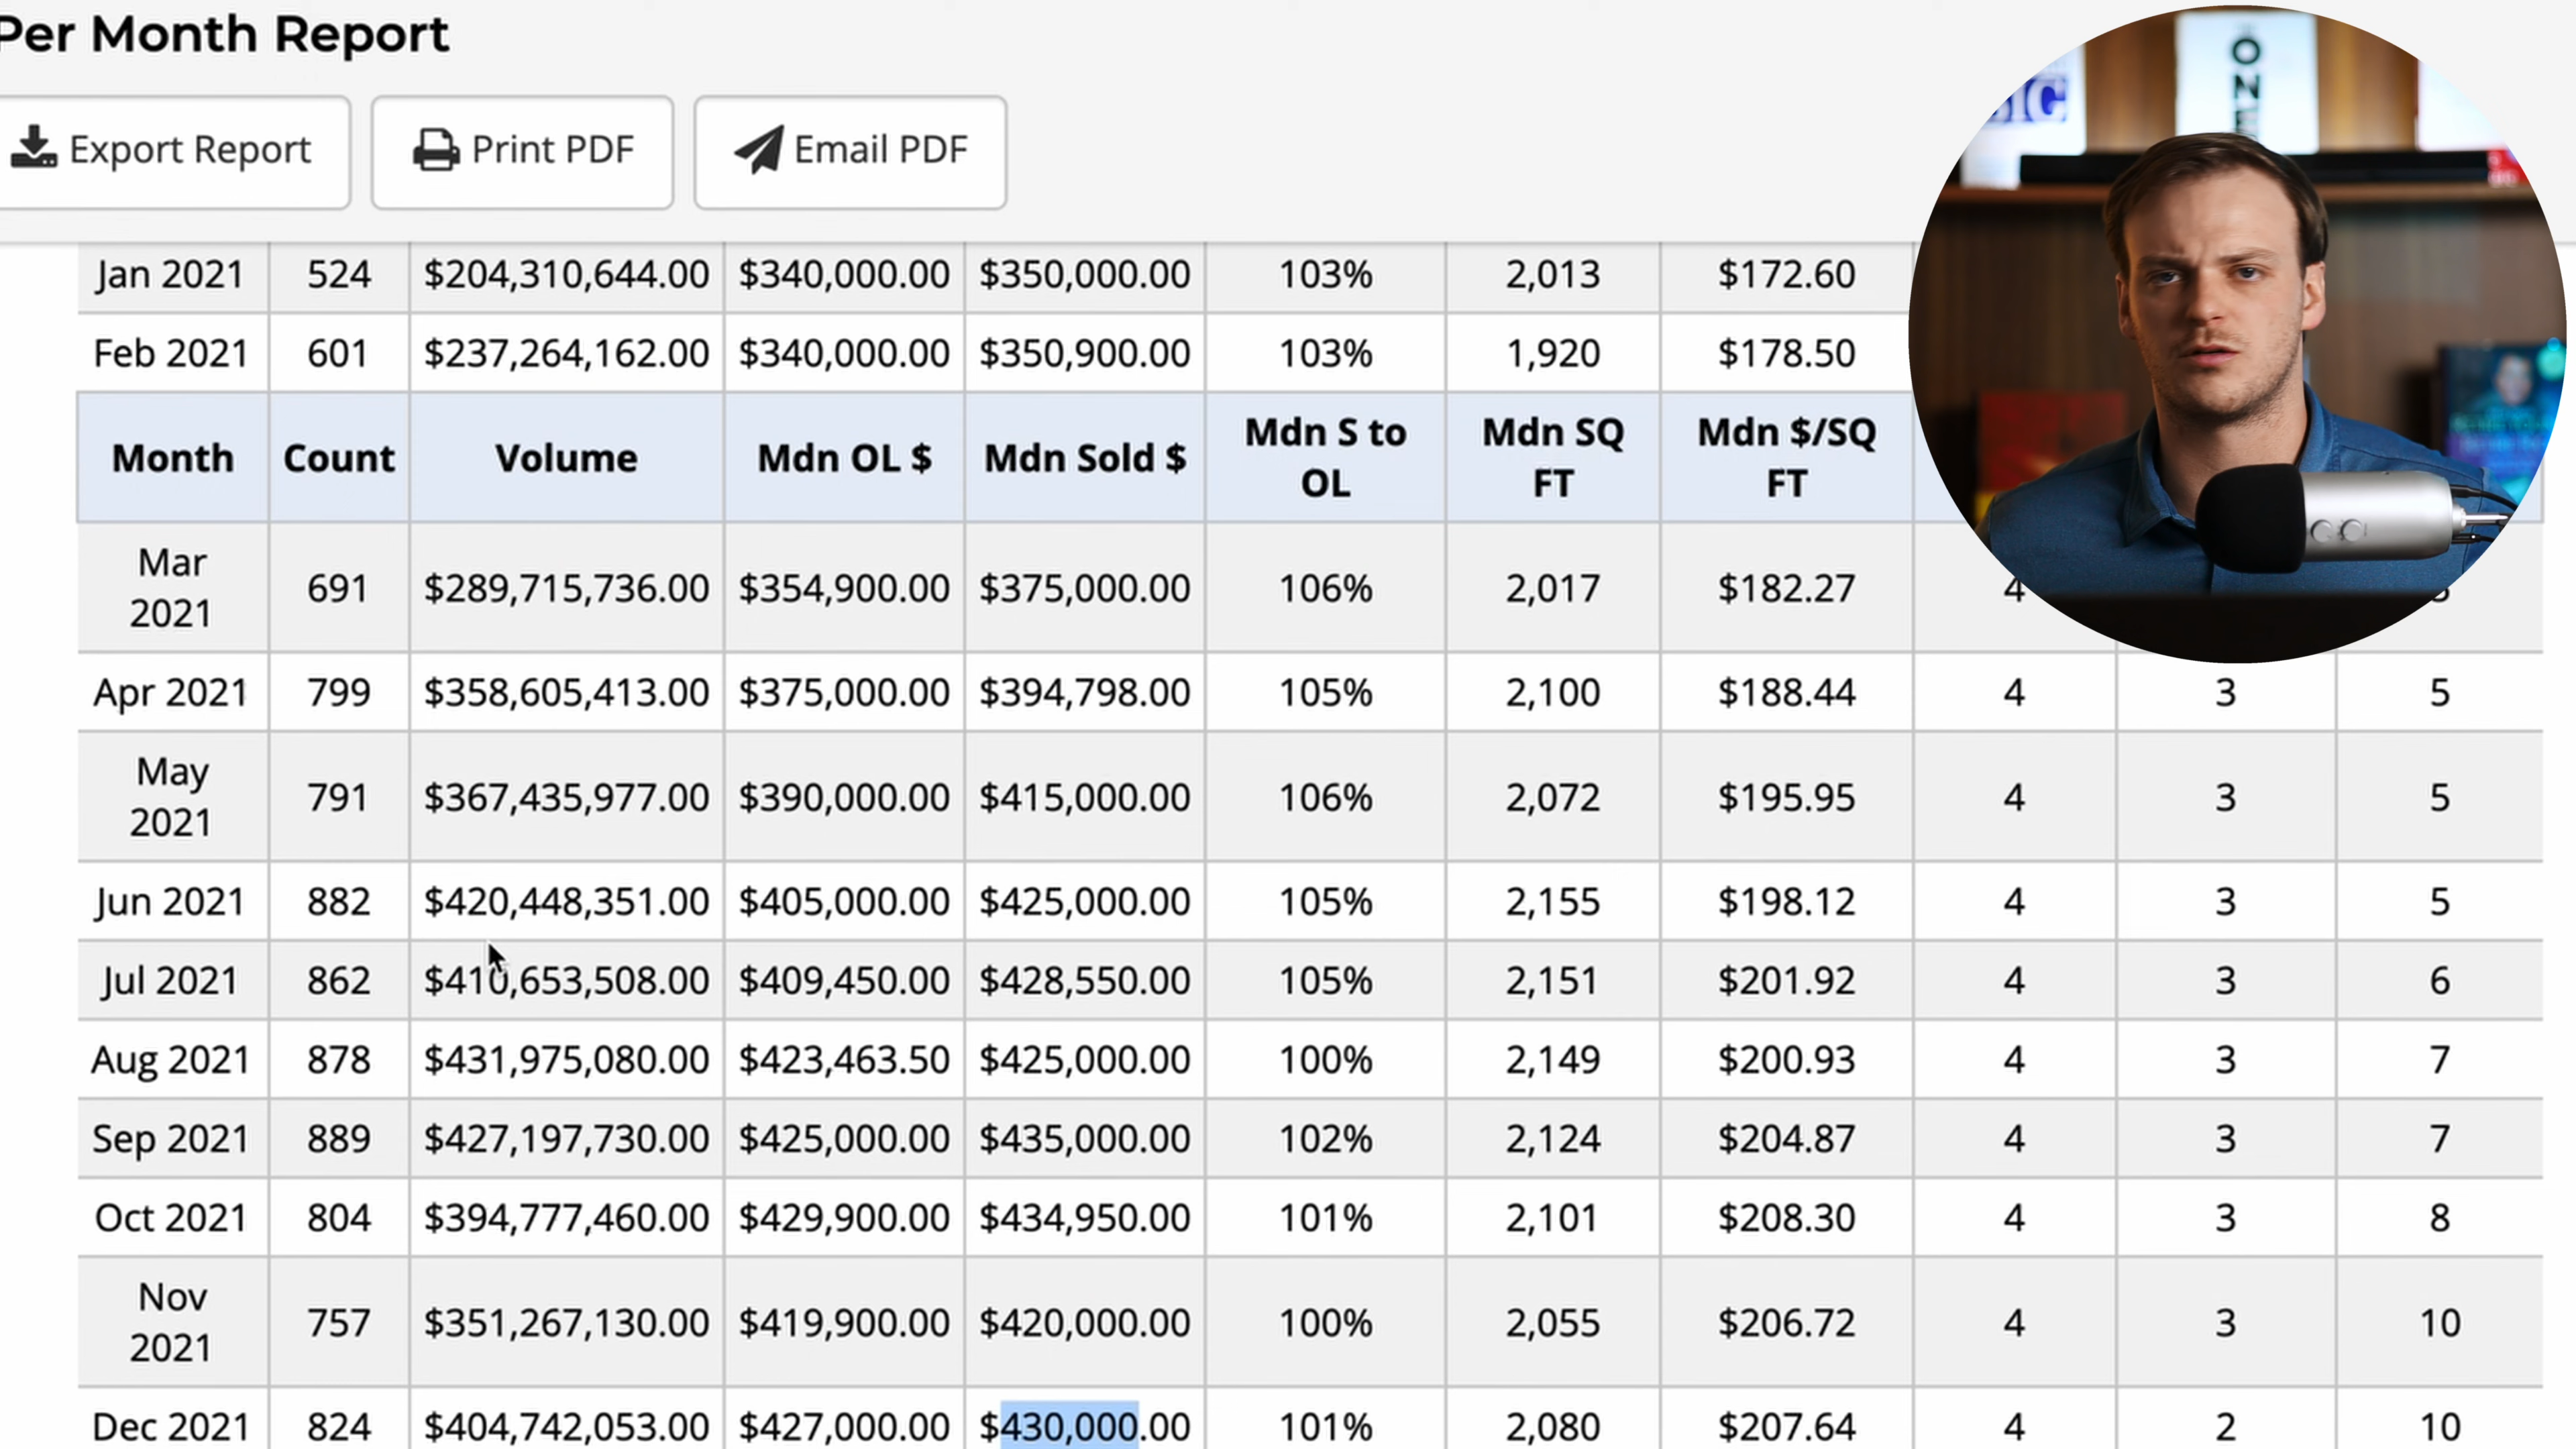 Per Month Report
Export Report Print PDF Email PDF
ONE
Jan 2021 524 $204,310,644.00 $340,000.00 $350,000.00 103% 2,013 $172.60
Feb 2021 601 $237,264,162.00 $340,000.00 $350,900.00 103% 1,920 $178.50
Month Count Volume Mdn OL $ Mdn Sold $ Mdn S to OL Mdn SQ FT Mdn $/SQ FT
Mar 2021 691 $289,715,736.00 $354,900.00 $375,000.00 106% 2,017 $182.27 4
Apr 2021 799 $358,605,413.00 $375,000.00 $394,798.00 105% 2,100 $188.44 4 3 5
May 2021 791 $367,435,977.00 $390,000.00 $415,000.00 106% 2,072 $195.95 4 3 5
Jun 2021 882 $420,448,351.00 $405,000.00 $425,000.00 105% 2,155 $198.12 4 3 5
Jul 2021 862 $410,653,508.00 $409,450.00 $428,550.00 105% 2,151 $201.92 4 3 6
Aug 2021 878 $431,975,080.00 $423,463.50 $425,000.00 100% 2,149 $200.93 4 3 7
Sep 2021 889 $427,197,730.00 $425,000.00 $435,000.00 102% 2,124 $204.87 4 3 7
Oct 2021 804 $394,777,460.00 $429,900.00 $434,950.00 101% 2,101 $208.30 4 3 8
Nov 2021 757 $351,267,130.00 $419,900.00 $420,000.00 100% 2,055 $206.72 4 3 10
Dec 2021 824 $404,742,053.00 $427,000.00 $430,000.00 101% 2,080 $207.64 4 2 10